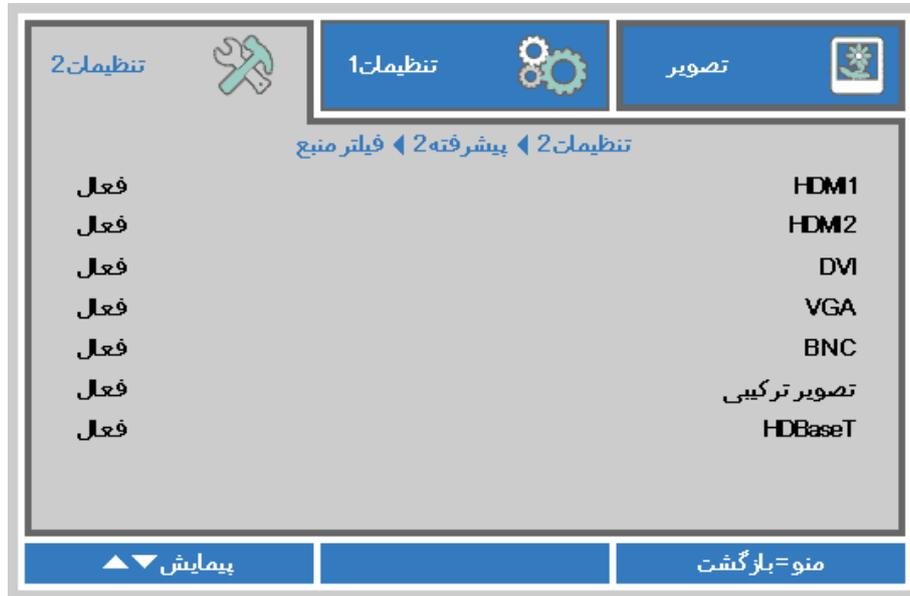 تصویر
تنظیمات1
تنظیمات2
تنظیمات2 ⏴ پیشرفته2 ⏴ فیلتر منبع
HDMI1 فعال
HDMI2 فعال
DVI فعال
VGA فعال
BNC فعال
تصویر ترکیبی فعال
HDBaseT فعال
منو=بازگشت
پیمایش▼▲